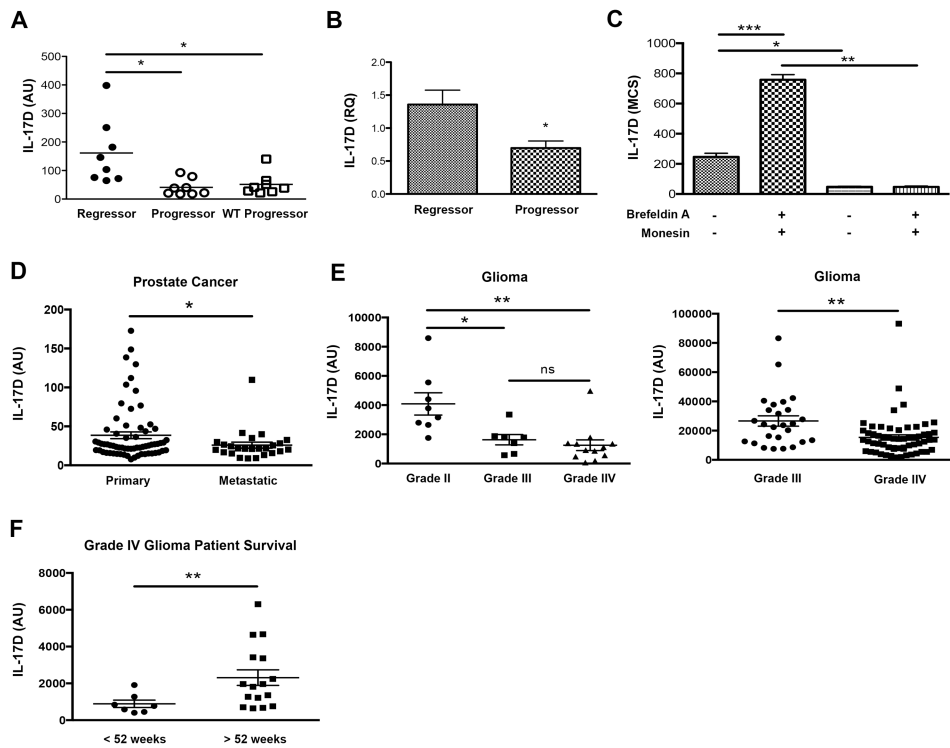 A
IL-17D (AU)
500
400
300
200
100
0
*
*
Regressor Progressor WT Progressor
B
IL-17D (RQ)
2.0
1.5
1.0
0.5
0.0
*
Regressor Progressor
C
IL-17D (MCS)
1000
800
600
400
200
0
***
*
**
Brefeldin A - + - +
Monesin - + - +
D
Prostate Cancer
IL-17D (AU)
200
150
100
50
0
*
Primary Metastatic
E
Glioma
IL-17D (AU)
10000
8000
6000
4000
2000
0
**
*
ns
Grade II Grade III Grade IIV
Glioma
IL-17D (AU)
100000
80000
60000
40000
20000
0
**
Grade III Grade IIV
F
Grade IV Glioma Patient Survival
IL-17D (AU)
8000
6000
4000
2000
0
**
< 52 weeks > 52 weeks